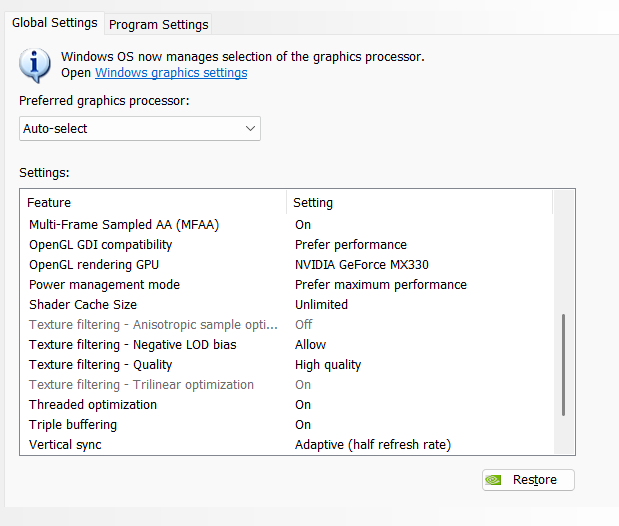 Global Settings Program Settings
Windows OS now manages selection of the graphics processor.
Open Windows graphics settings
Preferred graphics processor:
Auto-select
Settings:
Feature Setting
Multi-Frame Sampled AA (MFAA) On
OpenGL GDI compatibility Prefer performance
OpenGL rendering GPU NVIDIA GeForce MX330
Power management mode Prefer maximum performance
Shader Cache Size Unlimited
Texture filtering - Anisotropic sample opti... Off
Texture filtering - Negative LOD bias Allow
Texture filtering - Quality High quality
Texture filtering - Trilinear optimization On
Threaded optimization On
Triple buffering On
Vertical sync Adaptive (half refresh rate)
Restore